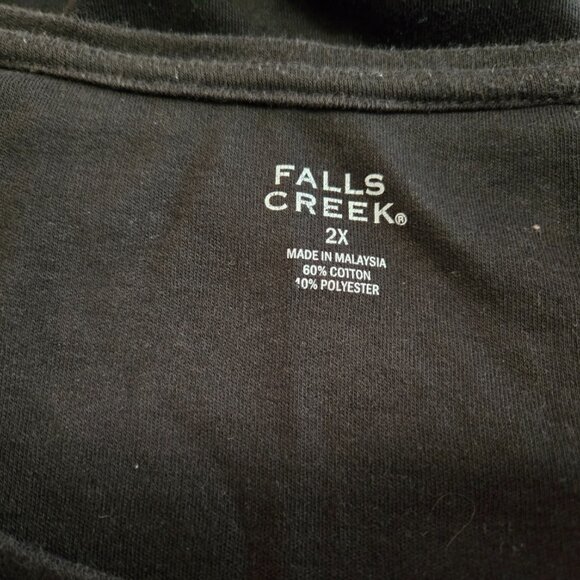 FALLS
CREEK®
2X
MADE IN MALAYSIA
60% COTTON
40% POLYESTER